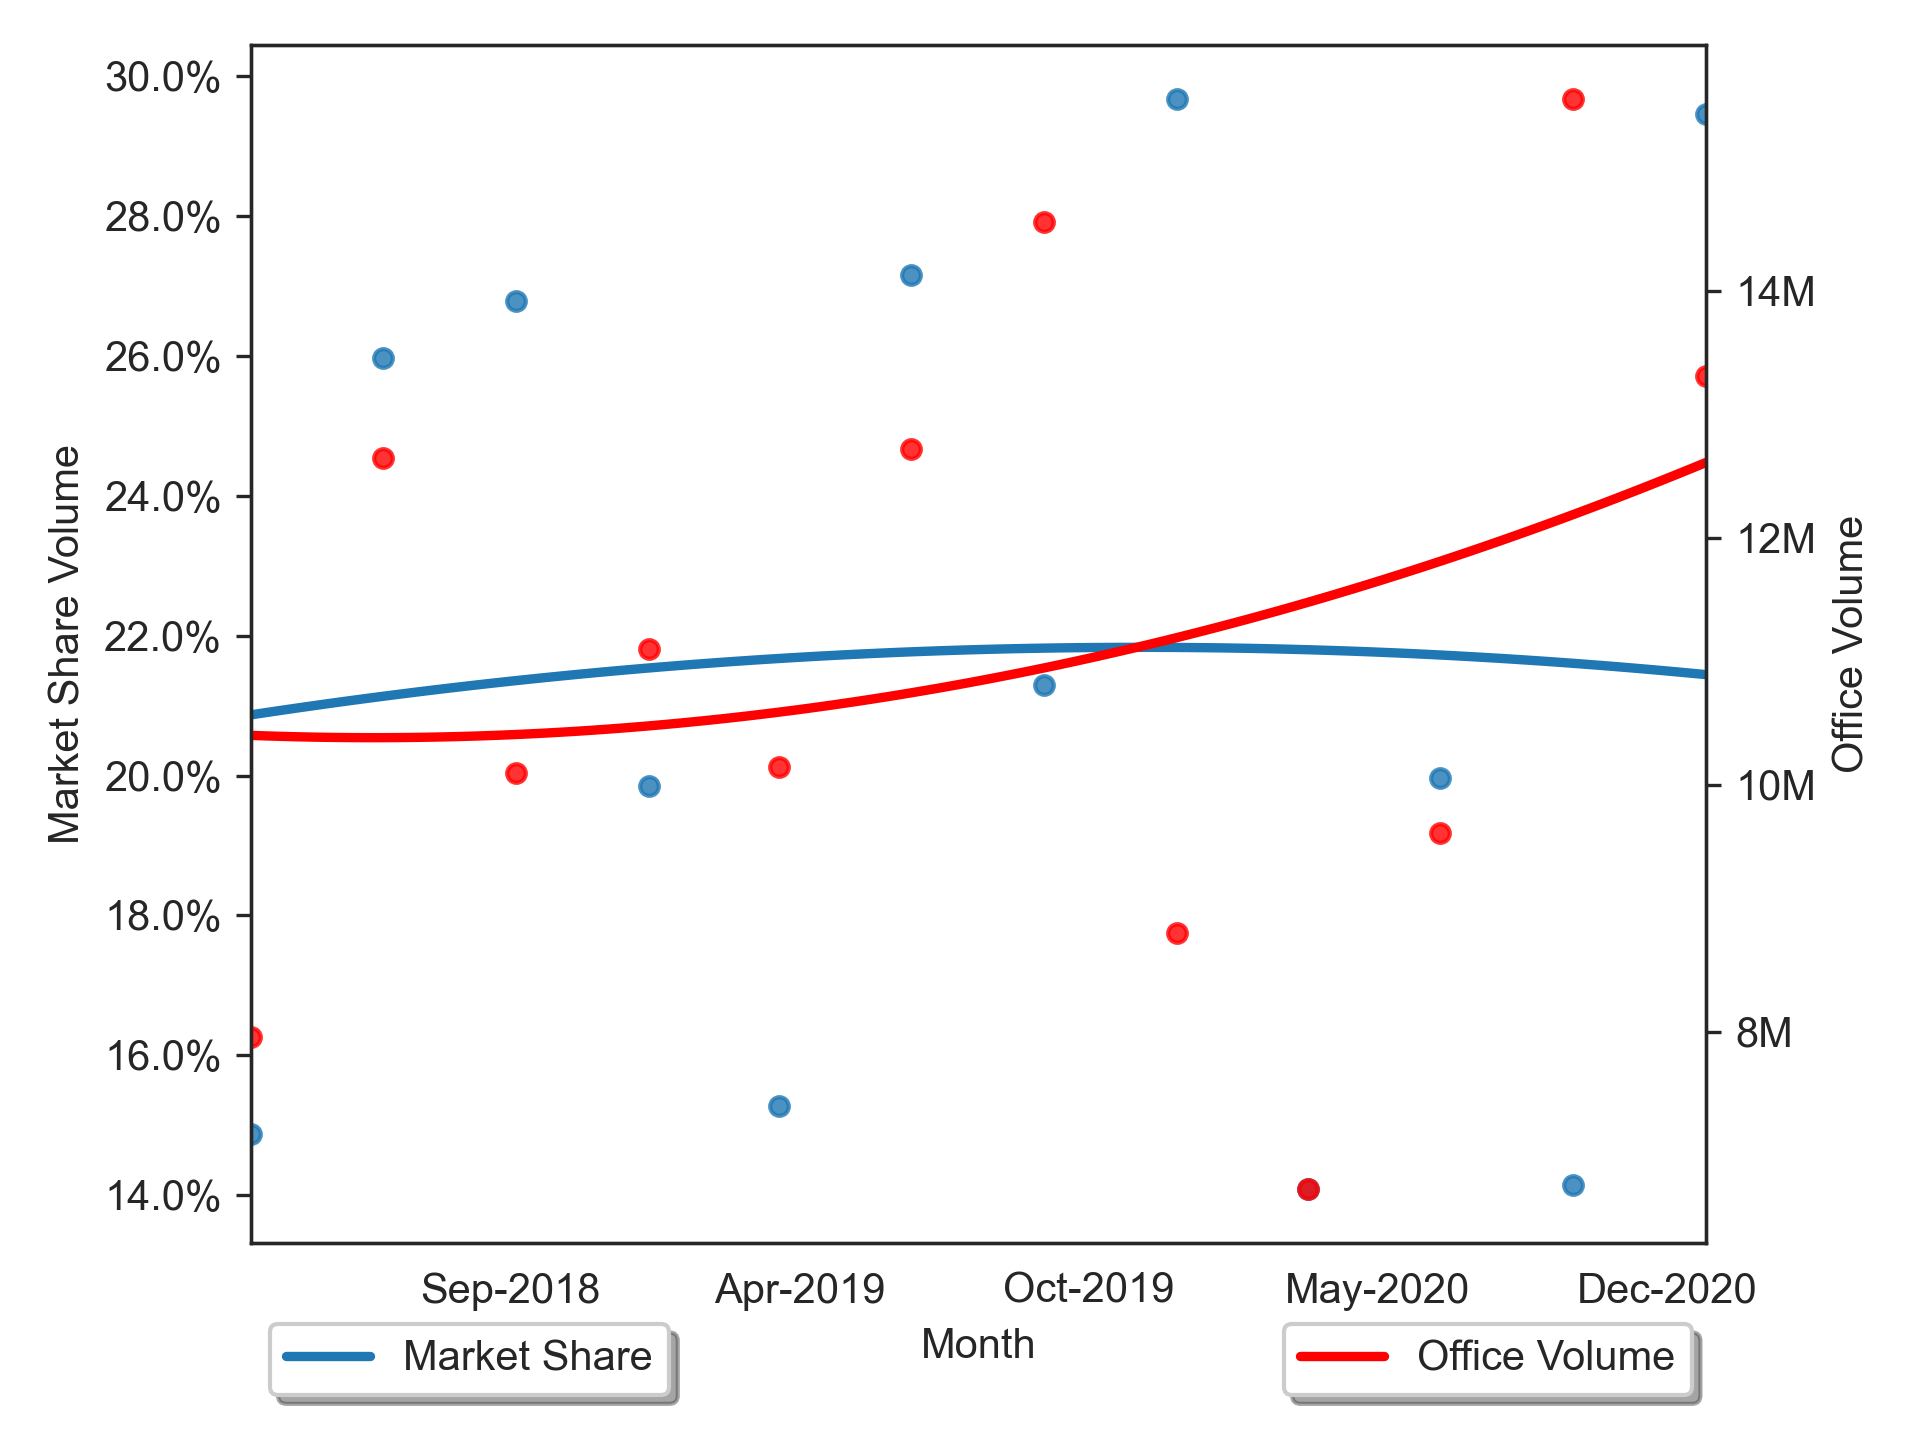 30.0%
28.0%
26.0%
24.0%
22.0%
20.0%
18.0%
16.0%
14.0%
Market Share Volume
14M
12M
10M
8M
Office Volume
Sep-2018 Apr-2019 Oct-2019 May-2020 Dec-2020
Month
Market Share
Office Volume